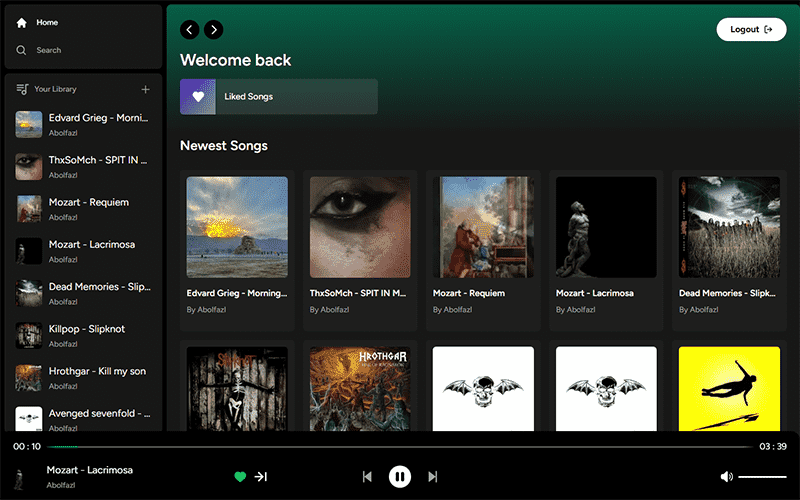 Home
Search
Your Library
Edvard Grieg - Morni...
Abolfazl
ThxSoMch - SPIT IN ...
Abolfazl
Mozart - Requiem
Abolfazl
Mozart - Lacrimosa
Abolfazl
Dead Memories - Slip...
Abolfazl
Killpop - Slipknot
Abolfazl
Hrothgar - Kill my son
Abolfazl
Avenged sevenfold - ...
Abolfazl
Logout
Welcome back
Liked Songs
Newest Songs
Edvard Grieg - Morning...
By Abolfazl
ThxSoMch - SPIT IN M...
By Abolfazl
Mozart - Requiem
By Abolfazl
Mozart - Lacrimosa
By Abolfazl
Dead Memories - Slipk...
By Abolfazl
SLIPKNOT
HROTHGAR
00 : 10
03 : 39
Mozart - Lacrimosa
Abolfazl